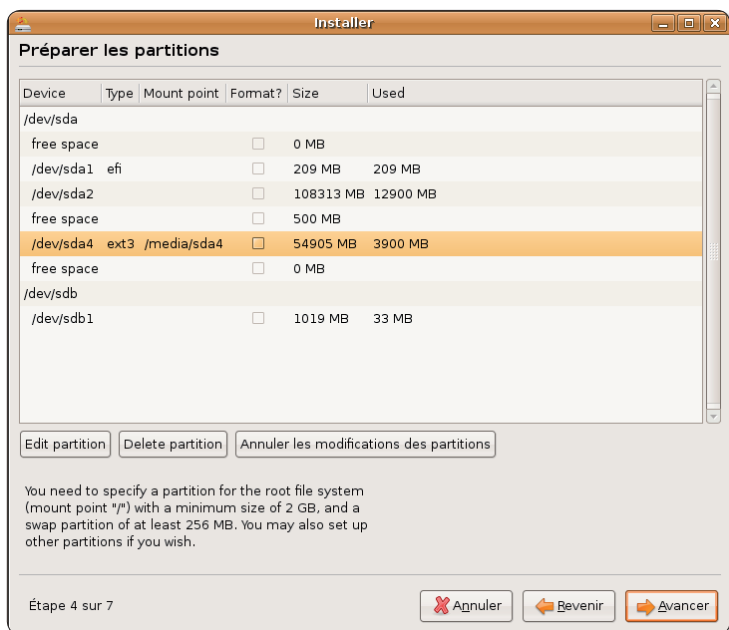 Installer
Préparer les partitions
Device Type Mount point Format? Size Used
/dev/sda
free space 0 MB
/dev/sda1 efi 209 MB 209 MB
/dev/sda2 108313 MB 12900 MB
free space 500 MB
/dev/sda4 ext3 /media/sda4 54905 MB 3900 MB
free space 0 MB
/dev/sdb
/dev/sdb1 1019 MB 33 MB
Edit partition Delete partition Annuler les modifications des partitions
You need to specify a partition for the root file system
(mount point "/") with a minimum size of 2 GB, and a
swap partition of at least 256 MB. You may also set up
other partitions if you wish.
Étape 4 sur 7 Annuler Revenir Avancer